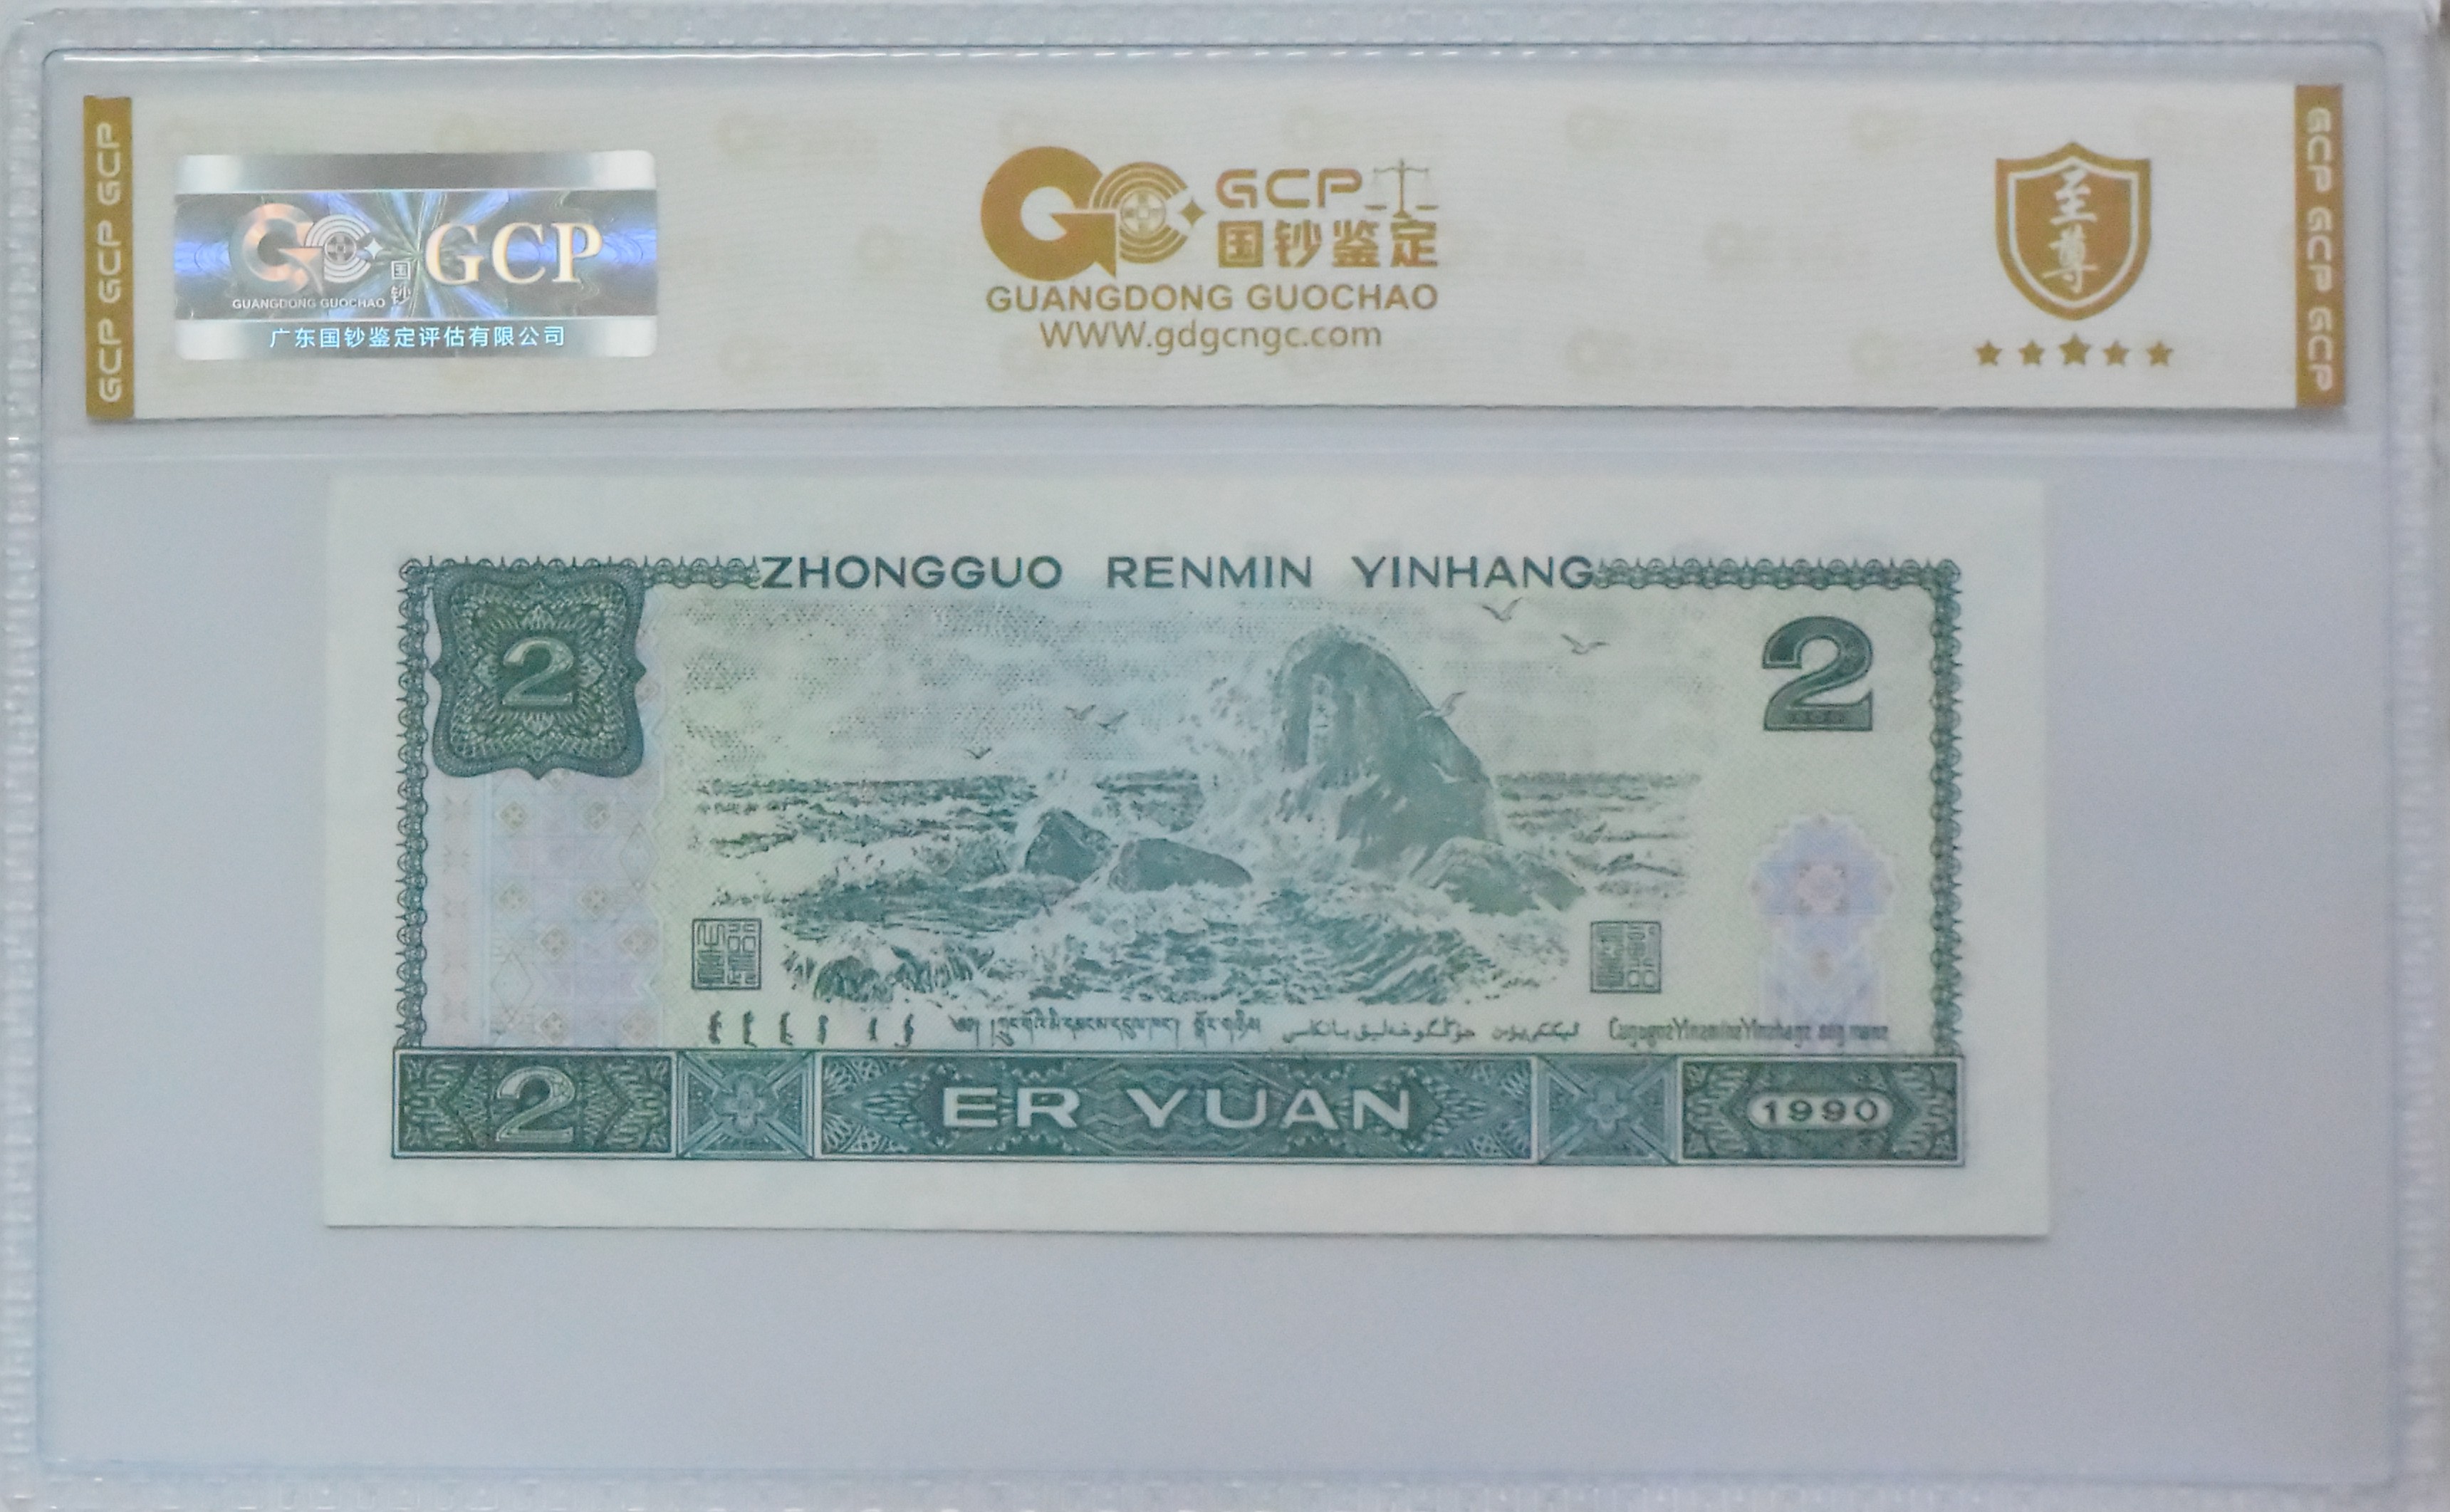 GCP GCP GCP
GCP
国钞
GUANGDONG GUOCHAO
广东国钞鉴定评估有限公司
GCP
国钞鉴定
GUANGDONG GUOCHAO
WWW.gdgcngc.com
至尊
GCP GCP GCP
ZHONGGUO RENMIN YINHANG
2
2
2
ER YUAN
1990